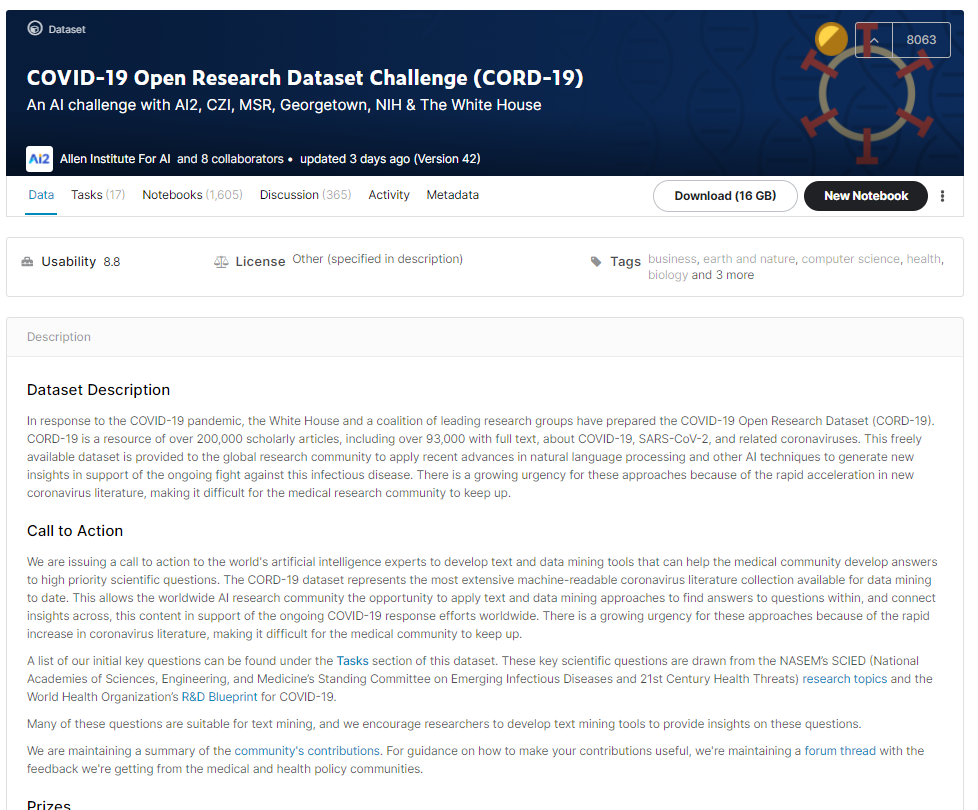 Dataset
8063
COVID-19 Open Research Dataset Challenge (CORD-19)
An AI challenge with AI2, CZI, MSR, Georgetown, NIH & The White House
AI2 Allen Institute For AI and 8 collaborators • updated 3 days ago (Version 42)
Data Tasks (17) Notebooks (1,605) Discussion (365) Activity Metadata Download (16 GB) New Notebook
Usability 8.8 License Other (specified in description) Tags business, earth and nature, computer science, health,
biology and 3 more
Description
Dataset Description
In response to the COVID-19 pandemic, the White House and a coalition of leading research groups have prepared the COVID-19 Open Research Dataset (CORD-19).
CORD-19 is a resource of over 200,000 scholarly articles, including over 93,000 with full text, about COVID-19, SARS-CoV-2, and related coronaviruses. This freely
available dataset is provided to the global research community to apply recent advances in natural language processing and other AI techniques to generate new
insights in support of the ongoing fight against this infectious disease. There is a growing urgency for these approaches because of the rapid acceleration in new
coronavirus literature, making it difficult for the medical research community to keep up.
Call to Action
We are issuing a call to action to the world's artificial intelligence experts to develop text and data mining tools that can help the medical community develop answers
to high priority scientific questions. The CORD-19 dataset represents the most extensive machine-readable coronavirus literature collection available for data mining
to date. This allows the worldwide AI research community the opportunity to apply text and data mining approaches to find answers to questions within, and connect
insights across, this content in support of the ongoing COVID-19 response efforts worldwide. There is a growing urgency for these approaches because of the rapid
increase in coronavirus literature, making it difficult for the medical community to keep up.
A list of our initial key questions can be found under the Tasks section of this dataset. These key scientific questions are drawn from the NASEM's SCIED (National
Academies of Sciences, Engineering, and Medicine's Standing Committee on Emerging Infectious Diseases and 21st Century Health Threats) research topics and the
World Health Organization's R&D Blueprint for COVID-19.
Many of these questions are suitable for text mining, and we encourage researchers to develop text mining tools to provide insights on these questions.
We are maintaining a summary of the community's contributions. For guidance on how to make your contributions useful, we're maintaining a forum thread with the
feedback we're getting from the medical and health policy communities.
Prizes